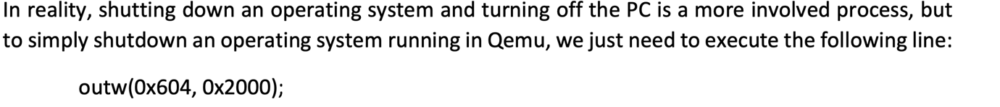 In reality, shutting down an operating system and turning off the PC is a more involved process, but
to simply shutdown an operating system running in Qemu, we just need to execute the following line:
outw(0x604, 0x2000);